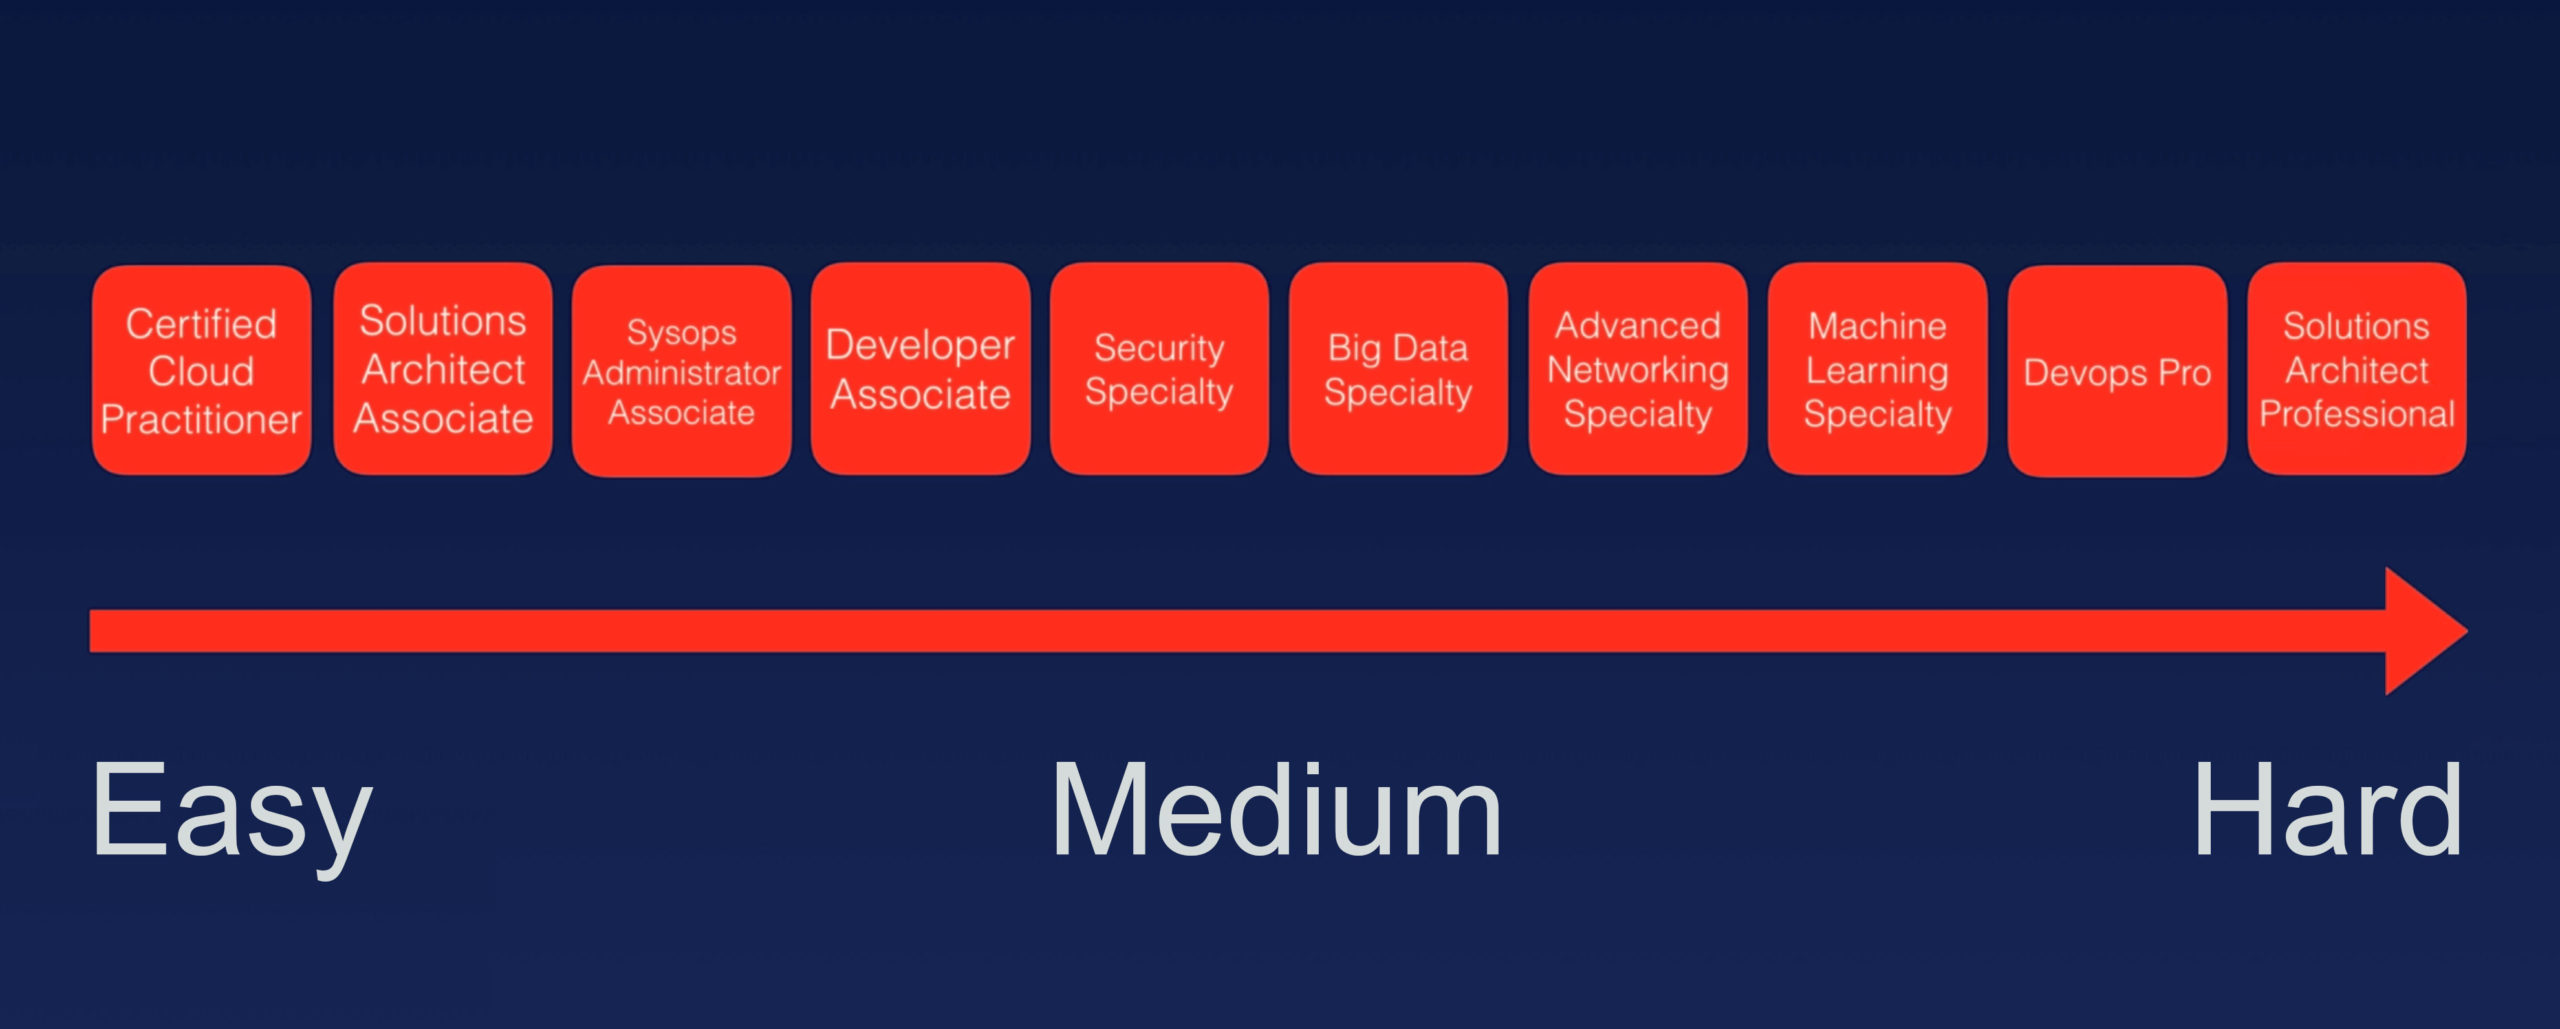 Certified
Cloud
Practitioner
Solutions
Architect
Associate
Sysops
Administrator
Associate
Developer
Associate
Security
Specialty
Big Data
Specialty
Advanced
Networking
Specialty
Machine
Learning
Specialty
Devops Pro
Solutions
Architect
Professional
Easy
Medium
Hard